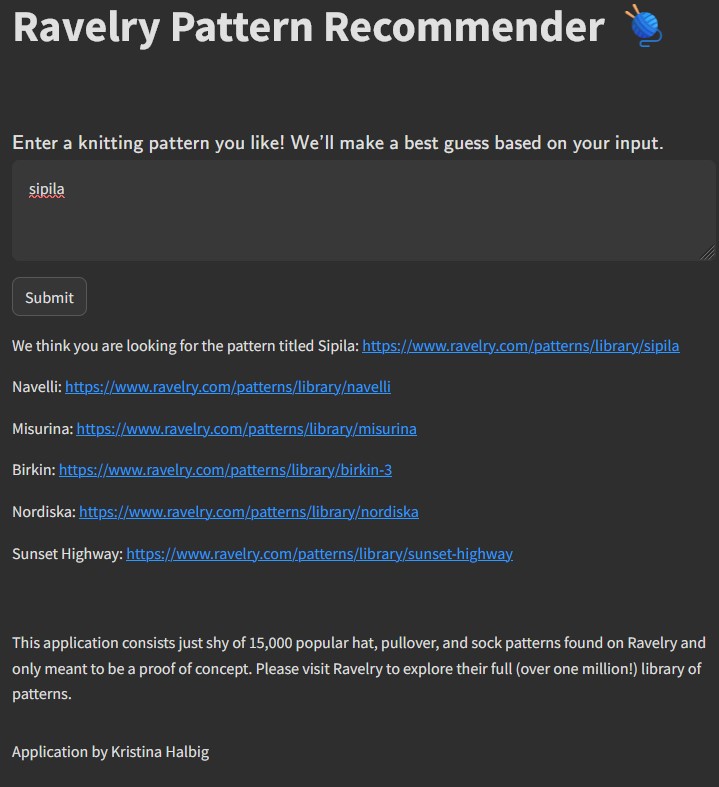 Ravelry Pattern Recommender 🧶
Enter a knitting pattern you like! We'll make a best guess based on your input.
sipila
Submit
We think you are looking for the pattern titled Sipila: https://www.ravelry.com/patterns/library/sipila
Navelli: https://www.ravelry.com/patterns/library/navelli
Misurina: https://www.ravelry.com/patterns/library/misurina
Birkin: https://www.ravelry.com/patterns/library/birkin-3
Nordiska: https://www.ravelry.com/patterns/library/nordiska
Sunset Highway: https://www.ravelry.com/patterns/library/sunset-highway
This application consists just shy of 15,000 popular hat, pullover, and sock patterns found on Ravelry and
only meant to be a proof of concept. Please visit Ravelry to explore their full (over one million!) library of
patterns.
Application by Kristina Halbig